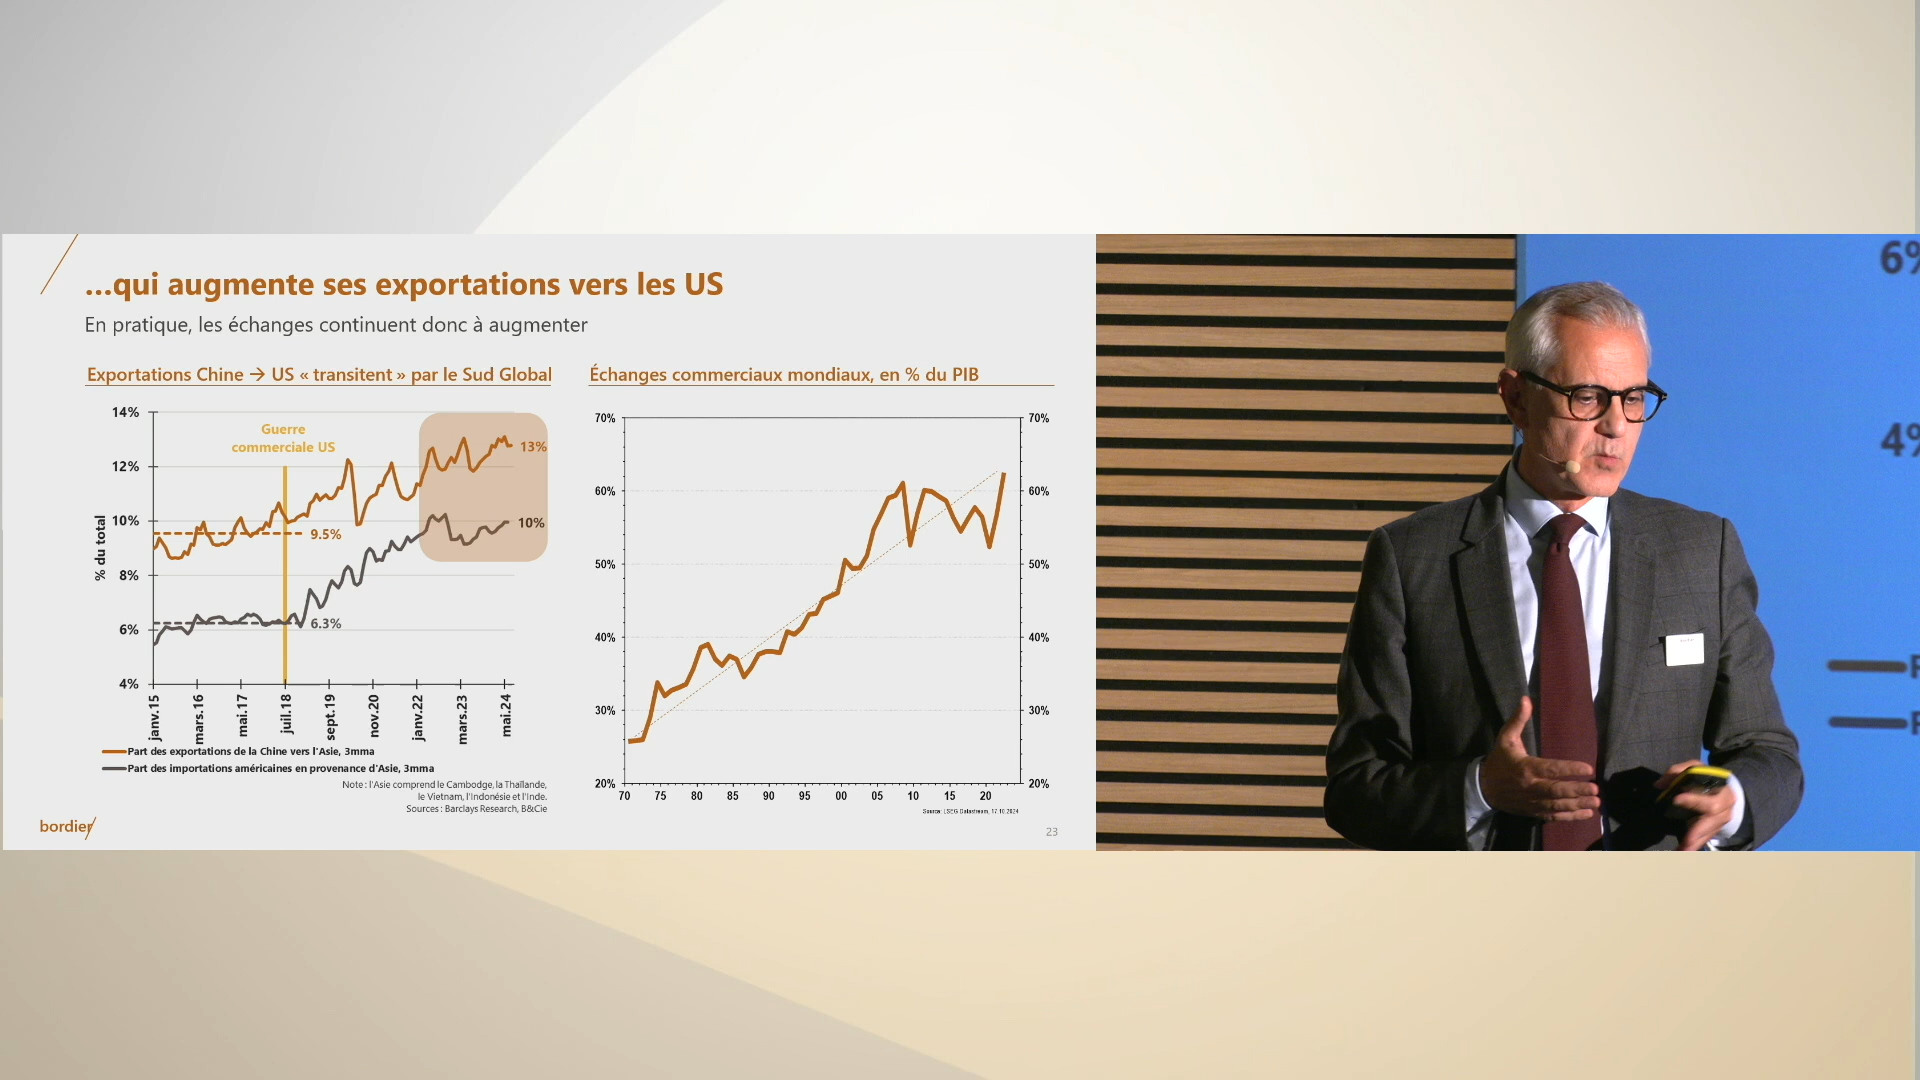 ...qui augmente ses exportations vers les US
En pratique, les échanges continuent donc à augmenter
Exportations Chine → US « transitent » par le Sud Global
14%
12%
10%
8%
6%
4%
% du total
Guerre
commerciale US
13%
10%
9.5%
6.3%
janv.15
mars.16
mai.17
juil.18
sept.19
nov.20
janv.22
mars.23
mai.24
Part des exportations de la Chine vers l'Asie, 3mma
Part des importations américaines en provenance d'Asie, 3mma
Note : l'Asie comprend le Cambodge, la Thaïlande,
le Vietnam, l'Indonésie et l'Inde.
Sources : Barclays Research, B&Cie
Échanges commerciaux mondiaux, en % du PIB
70% 70%
60% 60%
50% 50%
40% 40%
30% 30%
20% 20%
70 75 80 85 90 95 00 05 10 15 20
Source: LSEG Datastream, 17.10.2024
bordier
23
6%
4%